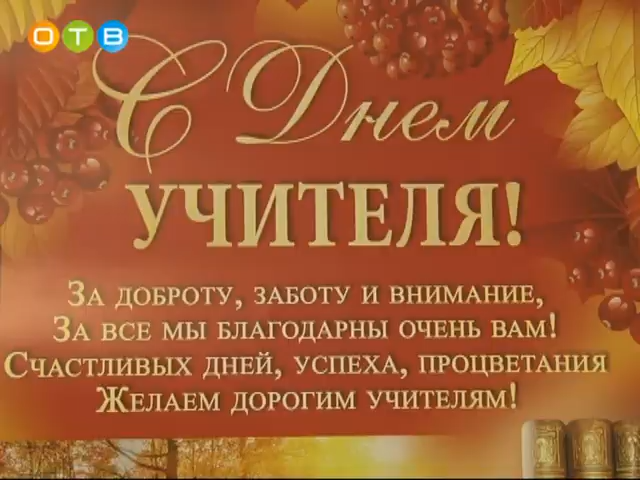 ОТВ
С Днем
УЧИТЕЛЯ!
За доброту, заботу и внимание,
За все мы благодарны очень вам!
Счастливых дней, успеха, процветания
Желаем дорогим учителям!